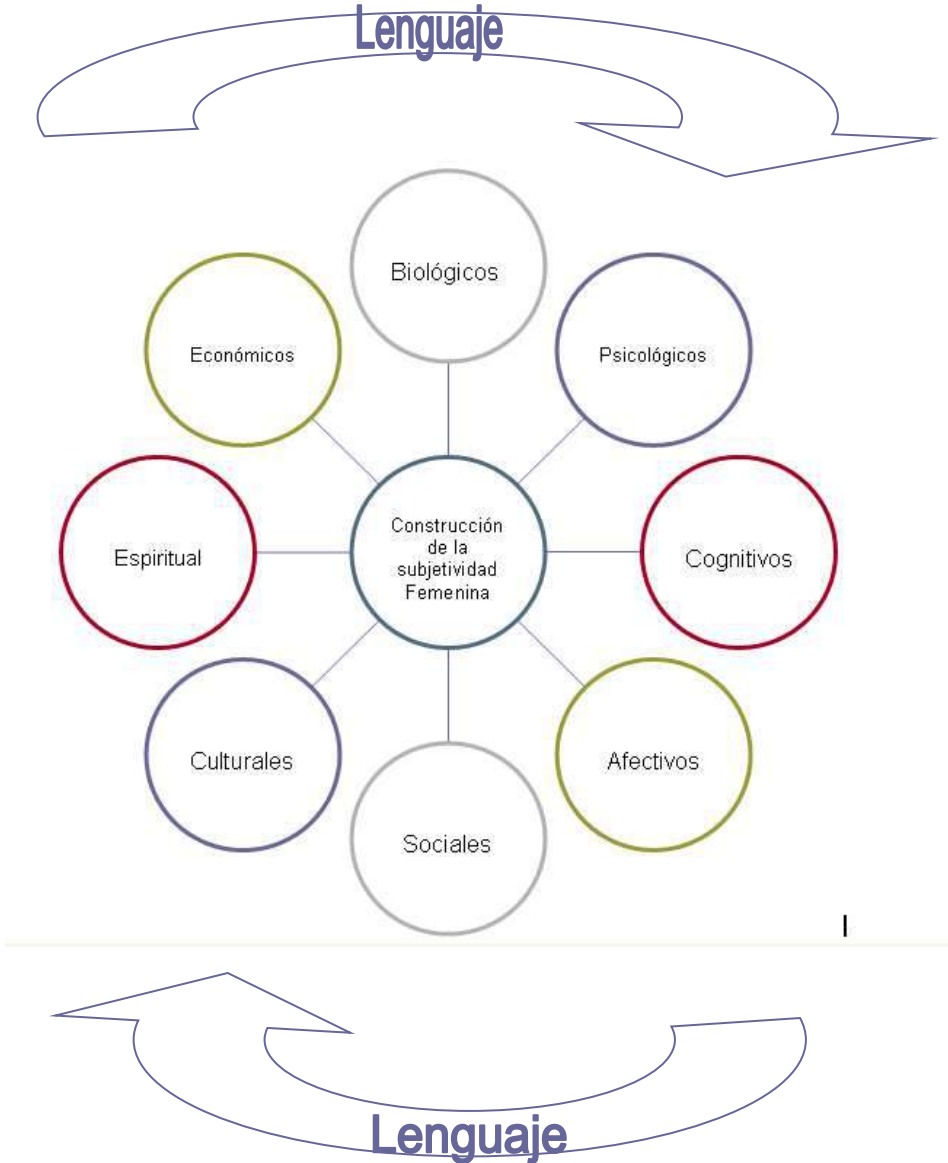 Lenguaje
Biológicos
Económicos
Psicológicos
Construcción
de la
subjetividad
Femenina
Espiritual
Cognitivos
Culturales
Afectivos
Sociales
Lenguaje